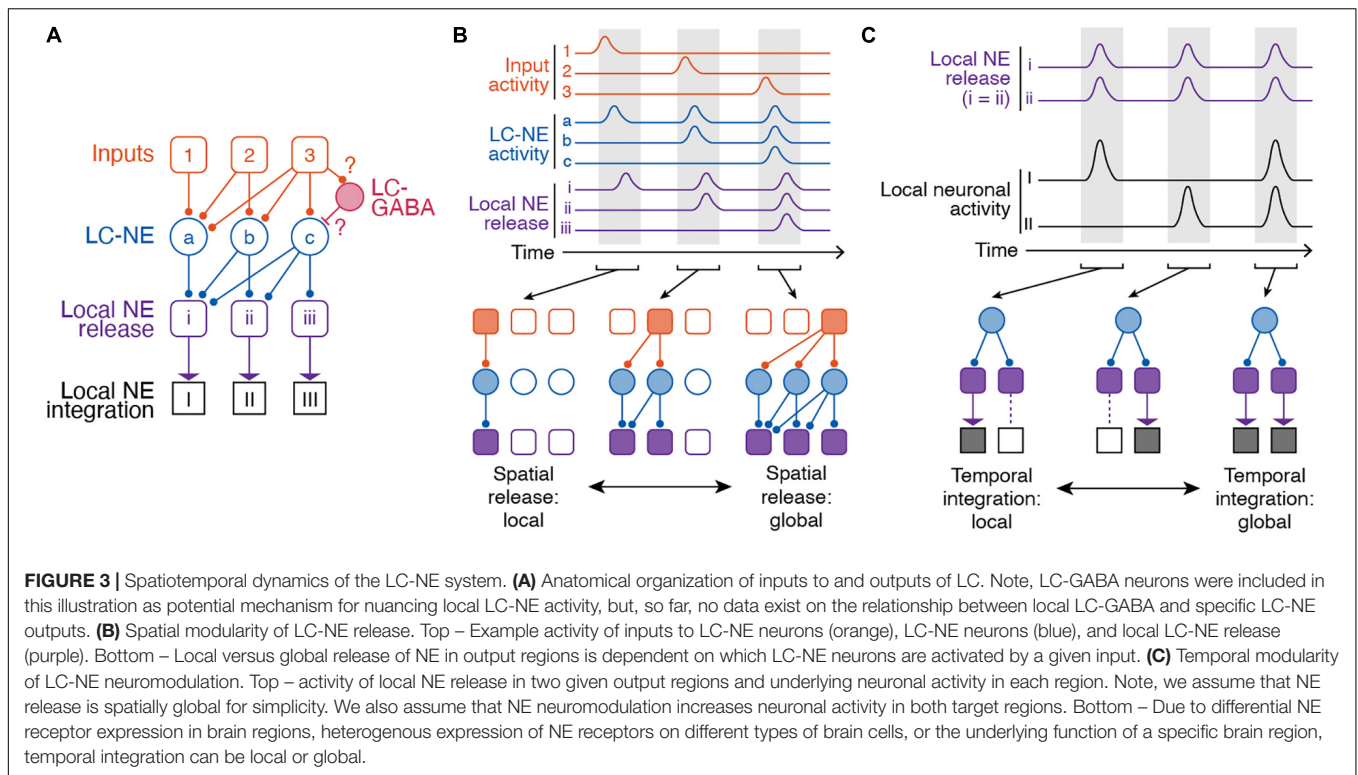 A
Inputs
1
2
3
?
LC-
GABA
?
LC-NE
a
b
c
Local NE
release
i
ii
iii
Local NE
integration
I
II
III
B
Input
activity
1
2
3
LC-NE
activity
a
b
c
Local NE
release
i
ii
iii
Time
Spatial
release:
local
Spatial
release:
global
C
Local NE
release
(i = ii)
i
ii
Local neuronal
activity
I
II
Time
Temporal
integration:
local
Temporal
integration:
global
FIGURE 3 | Spatiotemporal dynamics of the LC-NE system. (A) Anatomical organization of inputs to and outputs of LC. Note, LC-GABA neurons were included in
this illustration as potential mechanism for nuancing local LC-NE activity, but, so far, no data exist on the relationship between local LC-GABA and specific LC-NE
outputs. (B) Spatial modularity of LC-NE release. Top – Example activity of inputs to LC-NE neurons (orange), LC-NE neurons (blue), and local LC-NE release
(purple). Bottom – Local versus global release of NE in output regions is dependent on which LC-NE neurons are activated by a given input. (C) Temporal modularity
of LC-NE neuromodulation. Top – activity of local NE release in two given output regions and underlying neuronal activity in each region. Note, we assume that NE
release is spatially global for simplicity. We also assume that NE neuromodulation increases neuronal activity in both target regions. Bottom – Due to differential NE
receptor expression in brain regions, heterogenous expression of NE receptors on different types of brain cells, or the underlying function of a specific brain region,
temporal integration can be local or global.